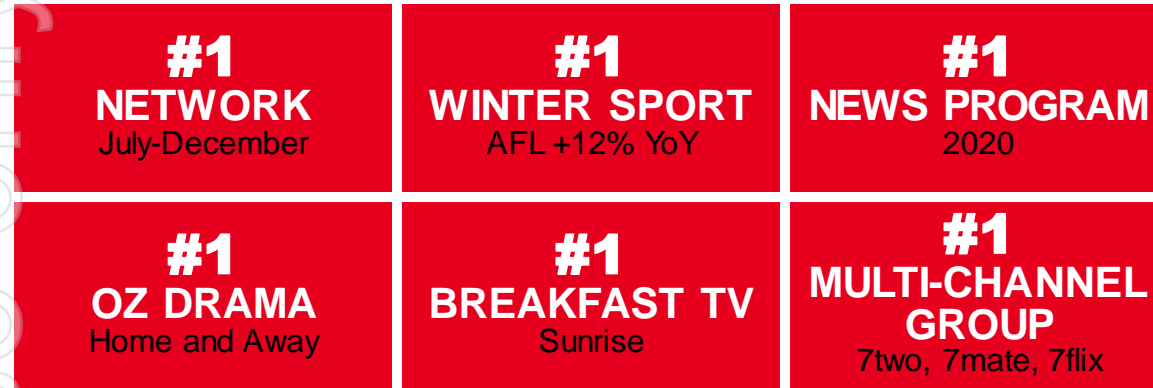 #1
NETWORK
July-December
#1
WINTER SPORT
AFL +12% YoY
#1
NEWS PROGRAM
2020
#1
OZ DRAMA
Home and Away
#1
BREAKFAST TV
Sunrise
#1
MULTI-CHANNEL
GROUP
7two, 7mate, 7flix